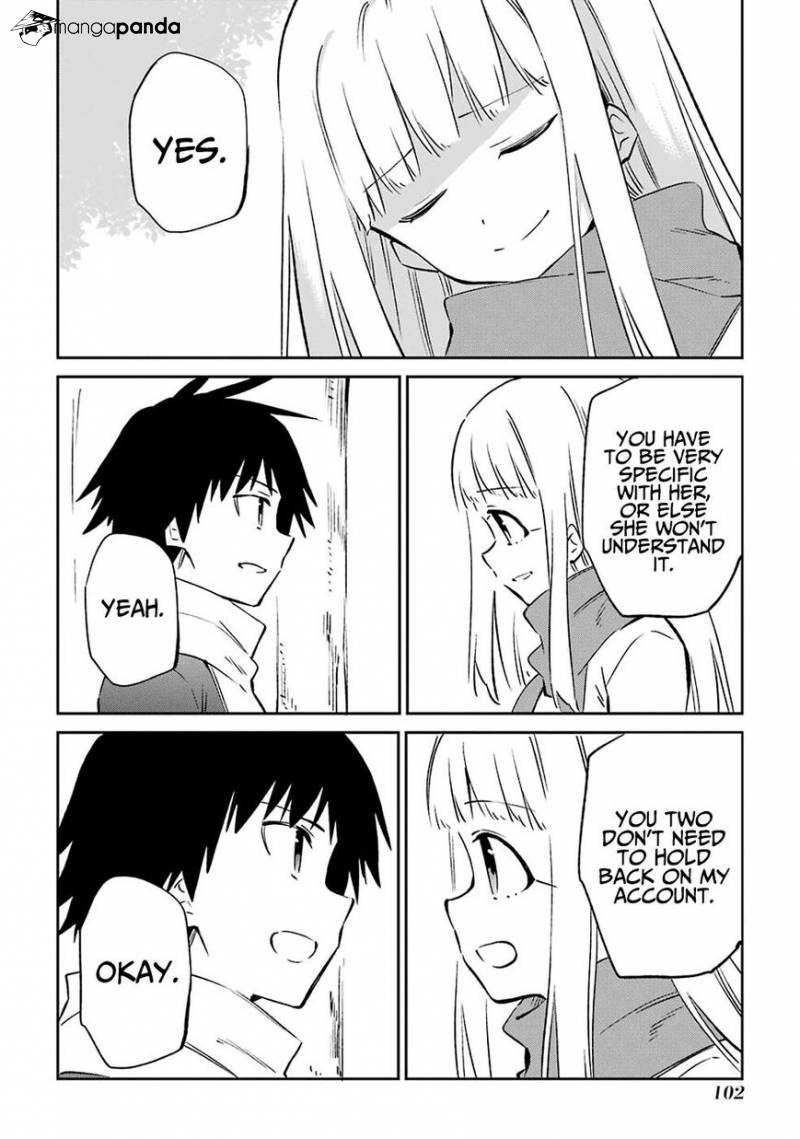 mangapanda
YES.
YOU HAVE
TO BE VERY
SPECIFIC
WITH HER,
OR ELSE
SHE WON'T
UNDERSTAND
IT.
YEAH.
YOU TWO
DON'T NEED
TO HOLD
BACK ON MY
ACCOUNT.
OKAY.
102